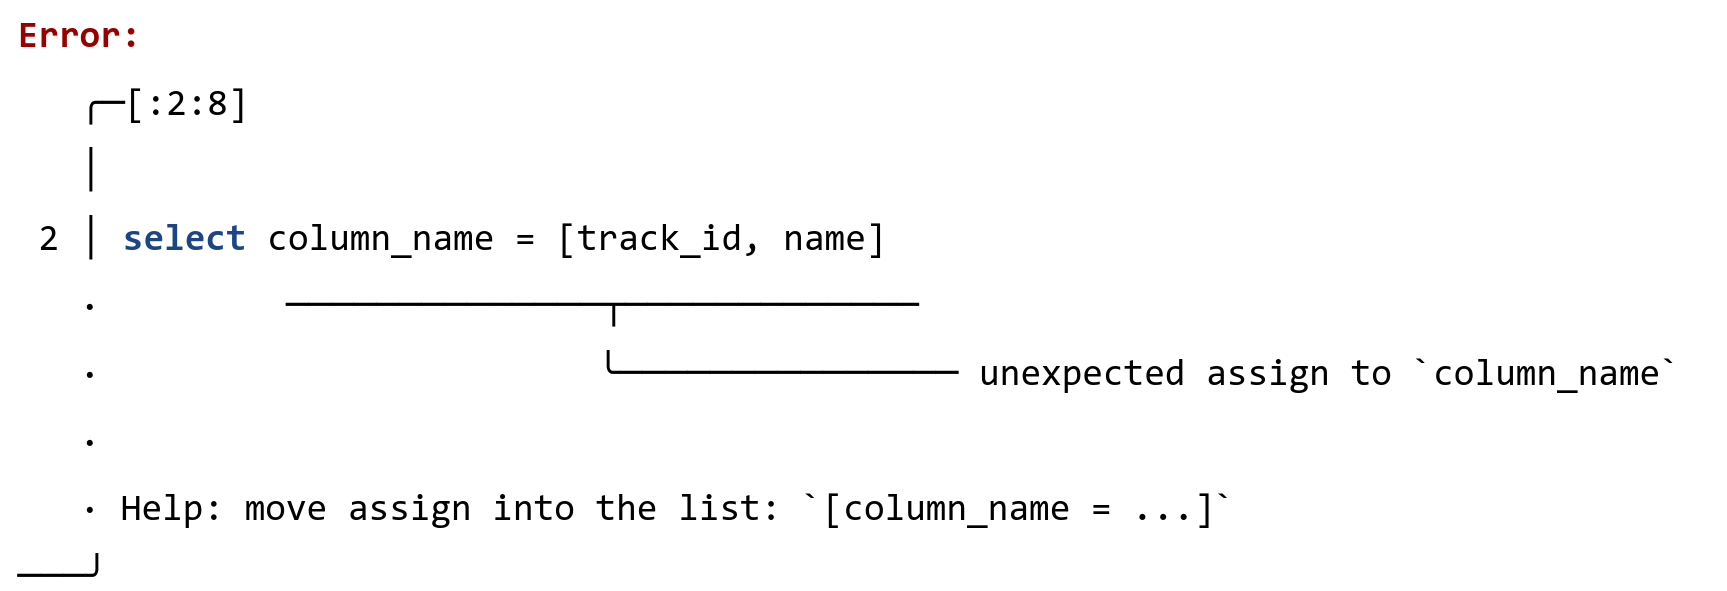 Error:
╭─[:2:8]
│
2 │ select column_name = [track_id, name]
· ───────────────┬───────────────
· ╰──────────────── unexpected assign to `column_name`
·
· Help: move assign into the list: `[column_name = ...]`
───╯